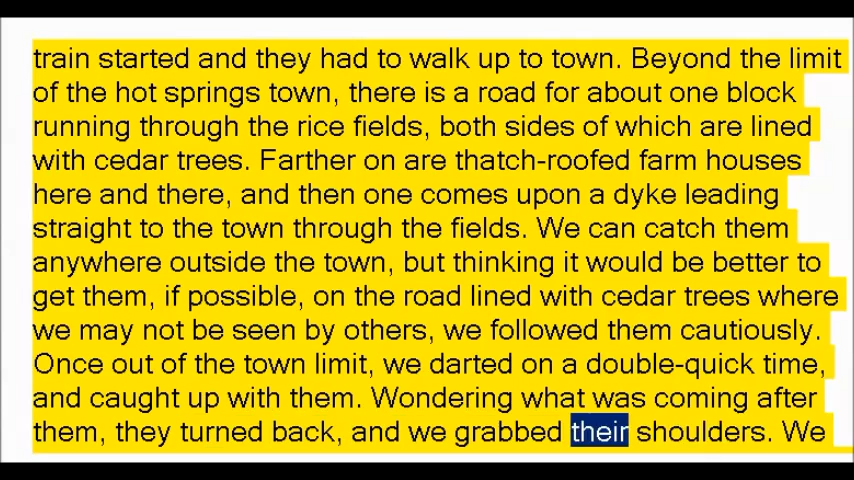 train started and they had to walk up to town. Beyond the limit
of the hot springs town, there is a road for about one block
running through the rice fields, both sides of which are lined
with cedar trees. Farther on are thatch-roofed farm houses
here and there, and then one comes upon a dyke leading
straight to the town through the fields. We can catch them
anywhere outside the town, but thinking it would be better to
get them, if possible, on the road lined with cedar trees where
we may not be seen by others, we followed them cautiously.
Once out of the town limit, we darted on a double-quick time,
and caught up with them. Wondering what was coming after
them, they turned back, and we grabbed their shoulders. We